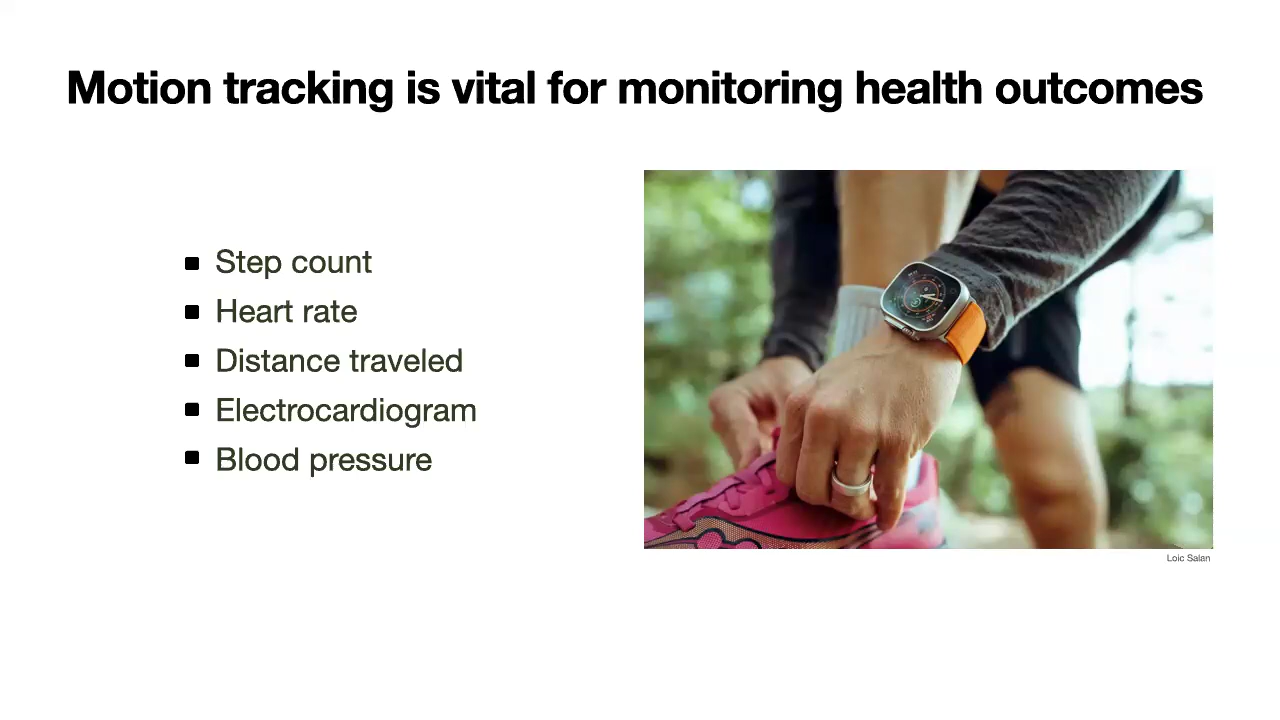 Motion tracking is vital for monitoring health outcomes
Step count
Heart rate
Distance traveled
Electrocardiogram
Blood pressure
Loic Salan